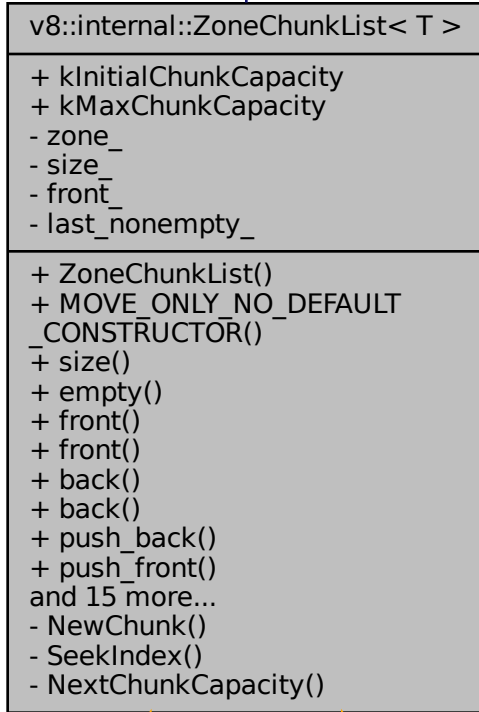 v8::internal::ZoneChunkList< T >
+ kInitialChunkCapacity
+ kMaxChunkCapacity
- zone_
- size_
- front_
- last_nonempty_
+ ZoneChunkList()
+ MOVE_ONLY_NO_DEFAULT
_CONSTRUCTOR()
+ size()
+ empty()
+ front()
+ front()
+ back()
+ back()
+ push_back()
+ push_front()
and 15 more...
- NewChunk()
- SeekIndex()
- NextChunkCapacity()